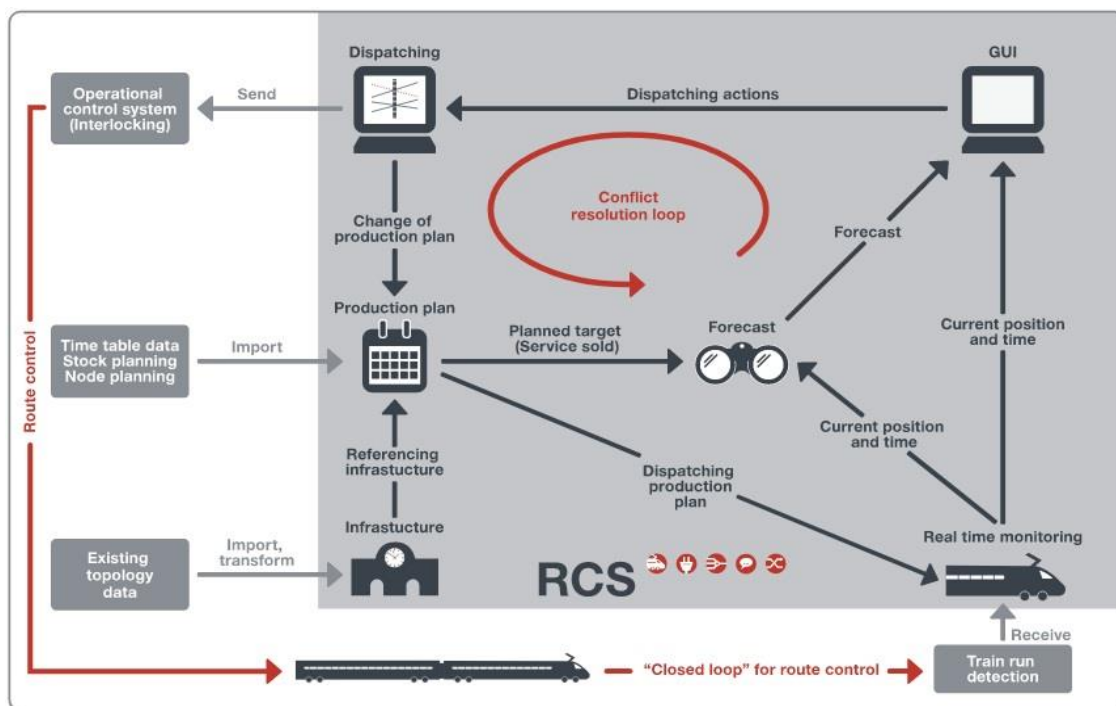 Dispatching
GUI
Operational
control system
(Interlocking)
Send
Dispatching actions
Conflict
resolution loop
Change of
production plan
Forecast
Production plan
Route control
Time table data
Stock planning
Node planning
Import
Planned target
(Service sold)
Forecast
Current position
and time
Current position
and time
Referencing
infrastucture
Dispatching
production
plan
Infrastucture
Real time monitoring
Existing
topology
data
Import,
transform
RCS
Receive
"Closed loop" for route control
Train run
detection